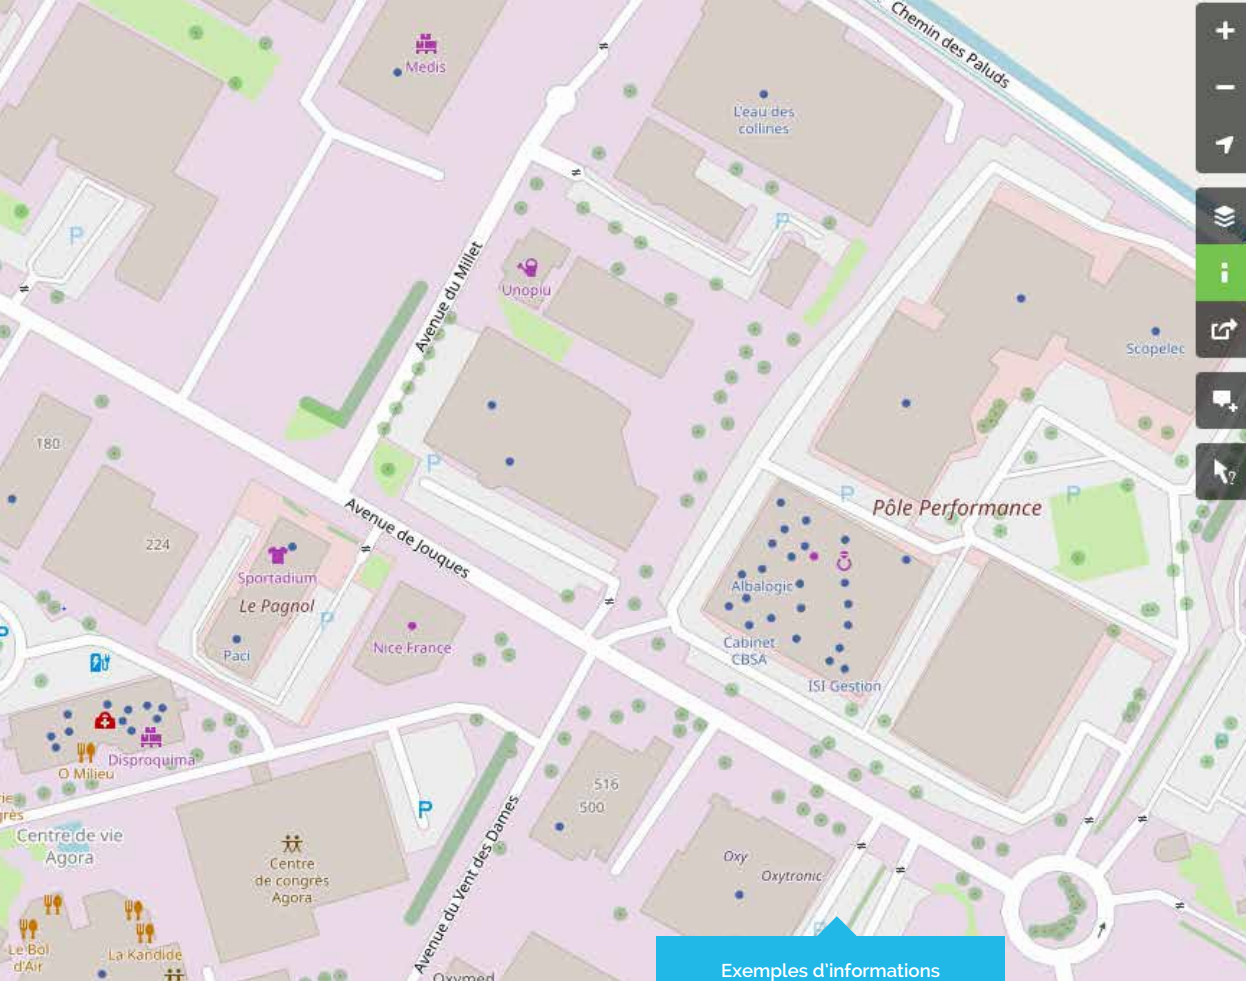 Chemin des Paluds
Medis
L'eau des
collines
P
P
Avenue du Millet
Unopiu
Scopelec
180
P
P
Pôle Performance
P
224
Avenue de Jouques
Sportadium
Le Pagnol
P
Albalogic
Nice France
Paci
P
Cabinet
CBSA
ISI Gestion
Disproquima
O Milieu
516
500
P
Centre de vie
Agora
Centre
de congrès
Agora
Avenue du Vent des Dames
Oxy
Oxytronic
P
Le Bol
d'Air
La Kandide
Oxymed
Exemples d'informations